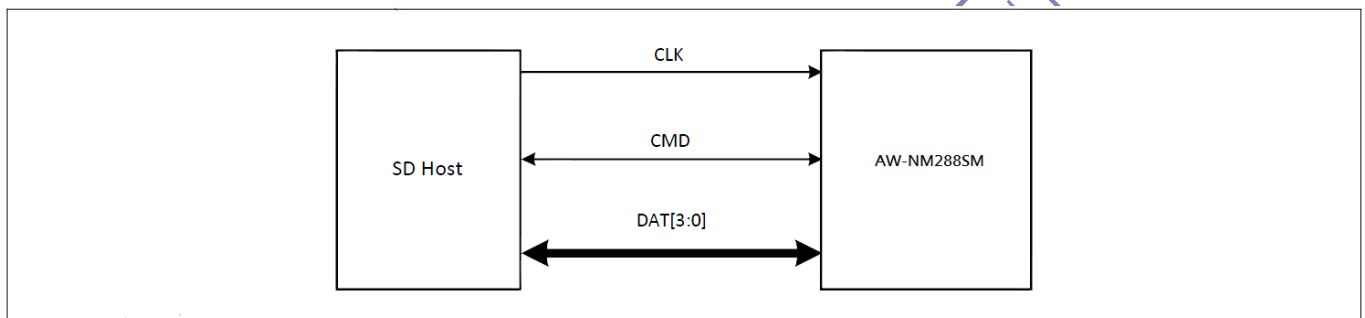 CLK
CMD
SD Host
AW-NM288SM
DAT[3:0]